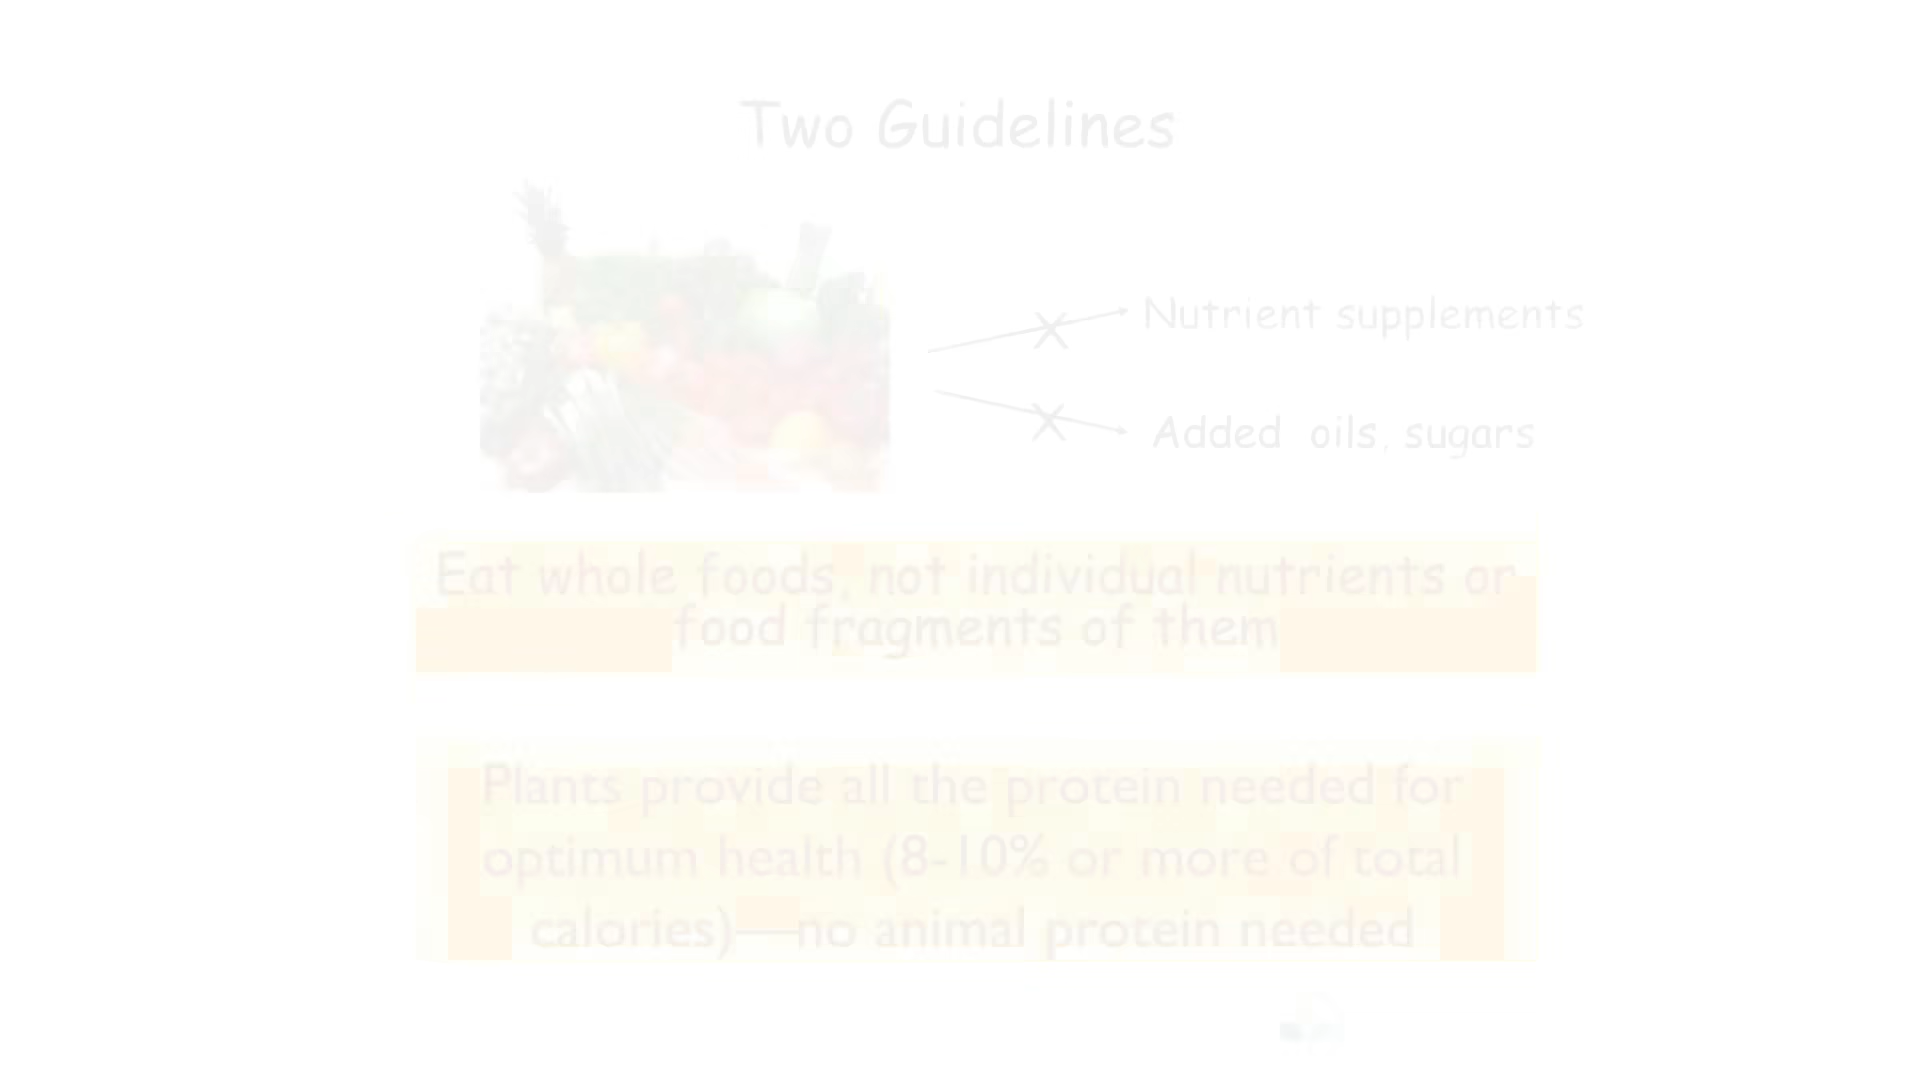 Two Guidelines
Nutrient supplements
Added oils, sugars
Eat whole foods, not individual nutrients or
food fragments of them
Plants provide all the protein needed for
optimum health (8-10% or more of total
calories)—no animal protein needed